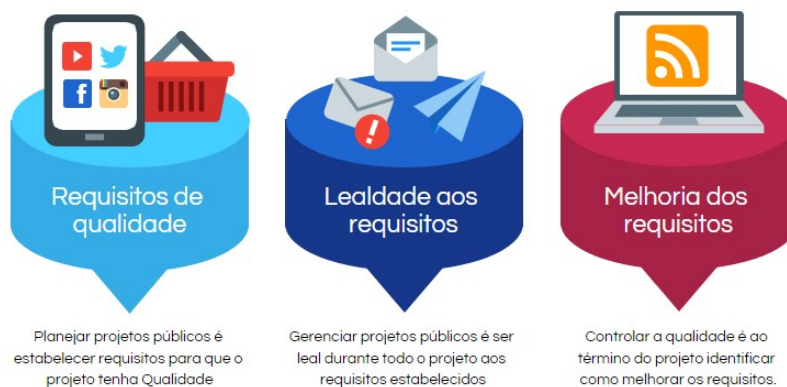 Requisitos de
qualidade
Planejar projetos públicos é
estabelecer requisitos para que o
projeto tenha Qualidade
Lealdade aos
requisitos
Gerenciar projetos públicos é ser
leal durante todo o projeto aos
requisitos estabelecidos
Melhoria dos
requisitos
Controlar a qualidade é ao
término do projeto identificar
como melhorar os requisitos.